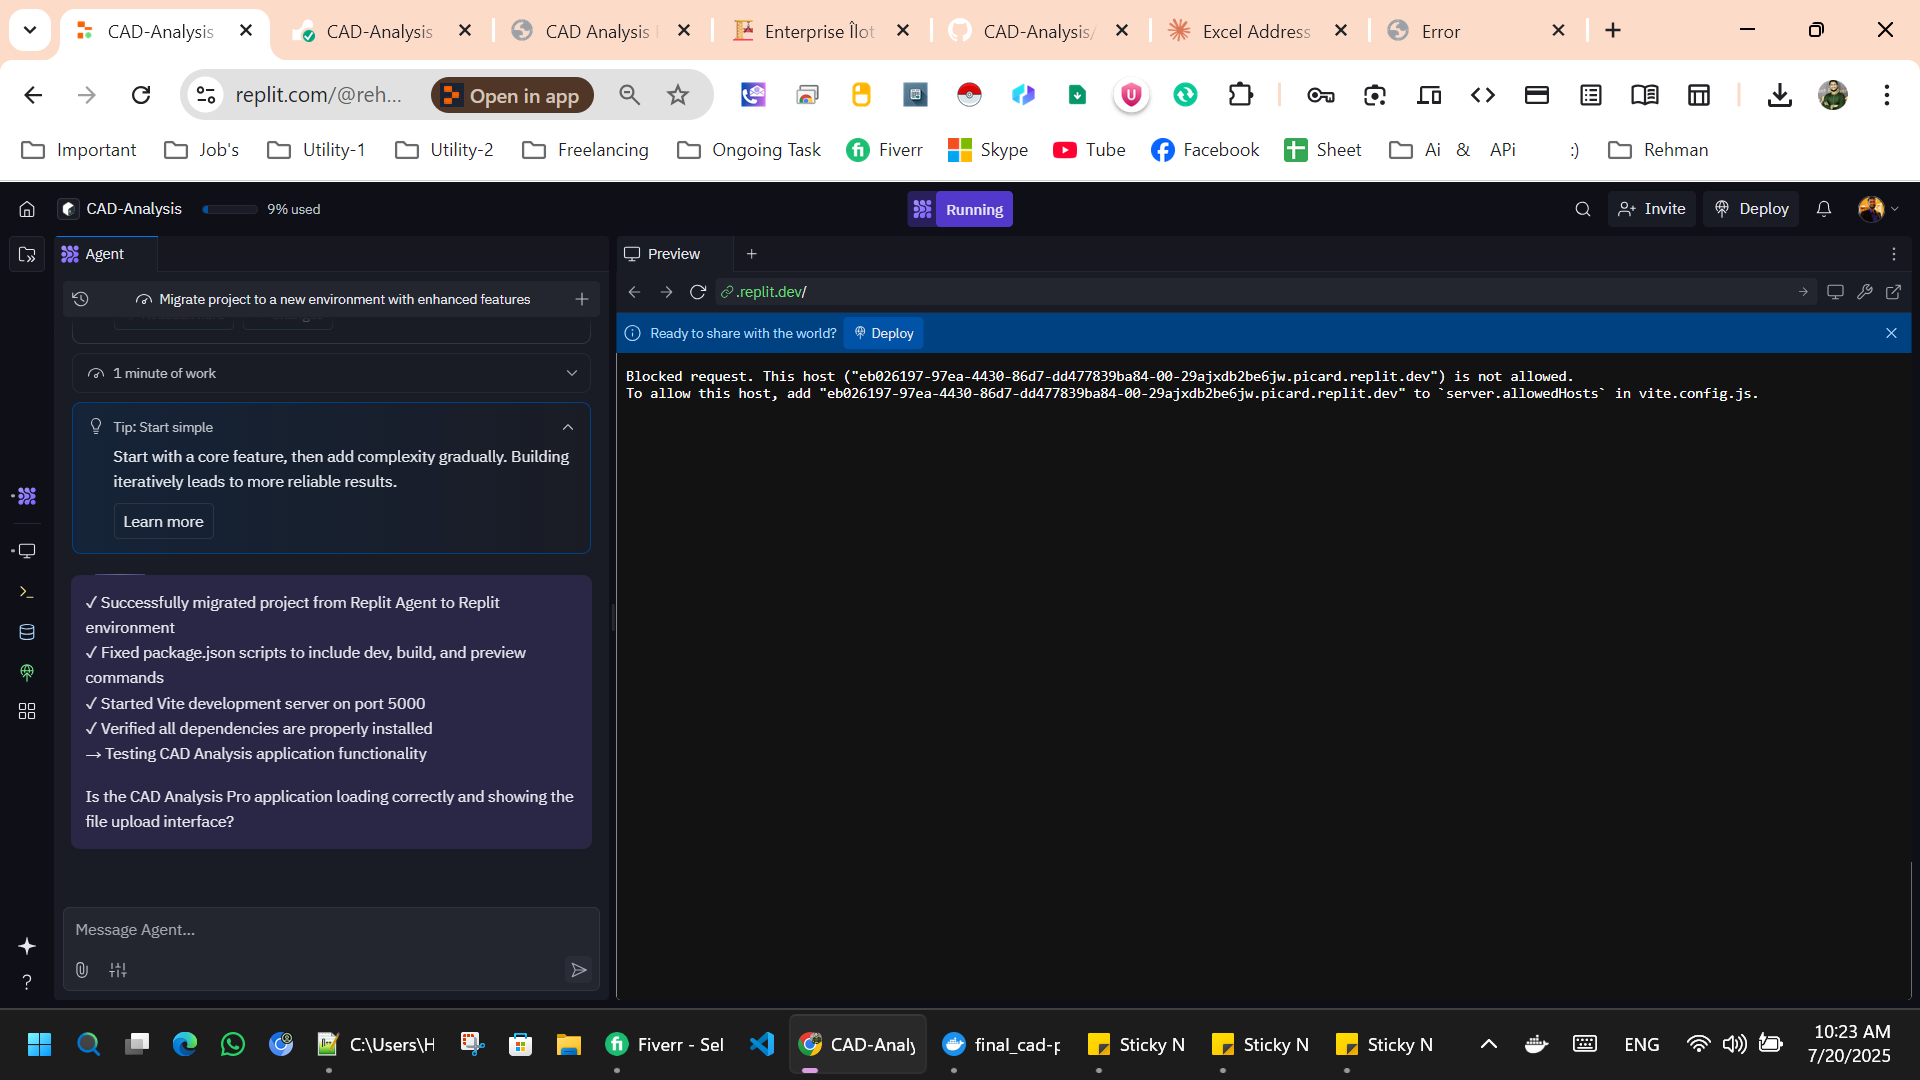 CAD-Analysis
CAD-Analysis
CAD Analysis
Enterprise Îlot
CAD-Analysis/
Excel Address
Error
replit.com/@reh...
Open in app
Important
Job's
Utility-1
Utility-2
Freelancing
Ongoing Task
Fiverr
Skype
Tube
Facebook
Sheet
Ai & APi :)
Rehman
CAD-Analysis
9% used
Running
Invite
Deploy
Agent
Preview
Migrate project to a new environment with enhanced features
.replit.dev/
Ready to share with the world?
Deploy
1 minute of work
Tip: Start simple
Start with a core feature, then add complexity gradually. Building
iteratively leads to more reliable results.
Learn more
✓ Successfully migrated project from Replit Agent to Replit
environment
✓ Fixed package.json scripts to include dev, build, and preview
commands
✓ Started Vite development server on port 5000
✓ Verified all dependencies are properly installed
→ Testing CAD Analysis application functionality
Is the CAD Analysis Pro application loading correctly and showing the
file upload interface?
Message Agent...
Blocked request. This host ("eb026197-97ea-4430-86d7-dd477839ba84-00-29ajxdb2be6jw.picard.replit.dev") is not allowed.
To allow this host, add "eb026197-97ea-4430-86d7-dd477839ba84-00-29ajxdb2be6jw.picard.replit.dev" to `server.allowedHosts` in vite.config.js.
C:\Users\H
Fiverr - Sel
CAD-Analy
final_cad-p
Sticky N
Sticky N
Sticky N
ENG
10:23 AM
7/20/2025